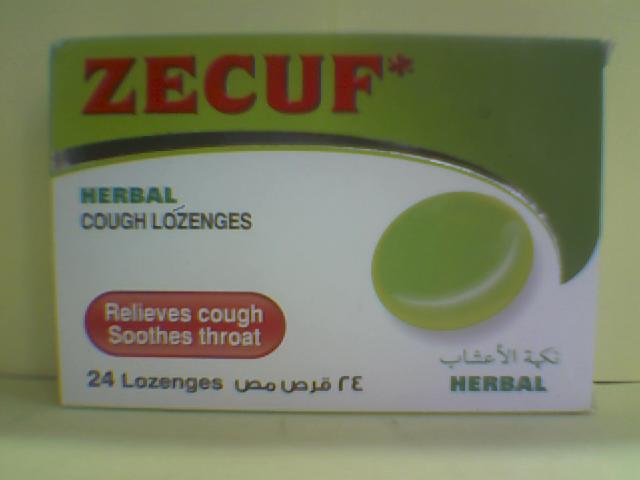 ZECUF*
HERBAL
COUGH LOZENGES
Relieves cough
Soothes throat
24 Lozenges ٢٤ قرص مص
نكهة الأعشاب
HERBAL